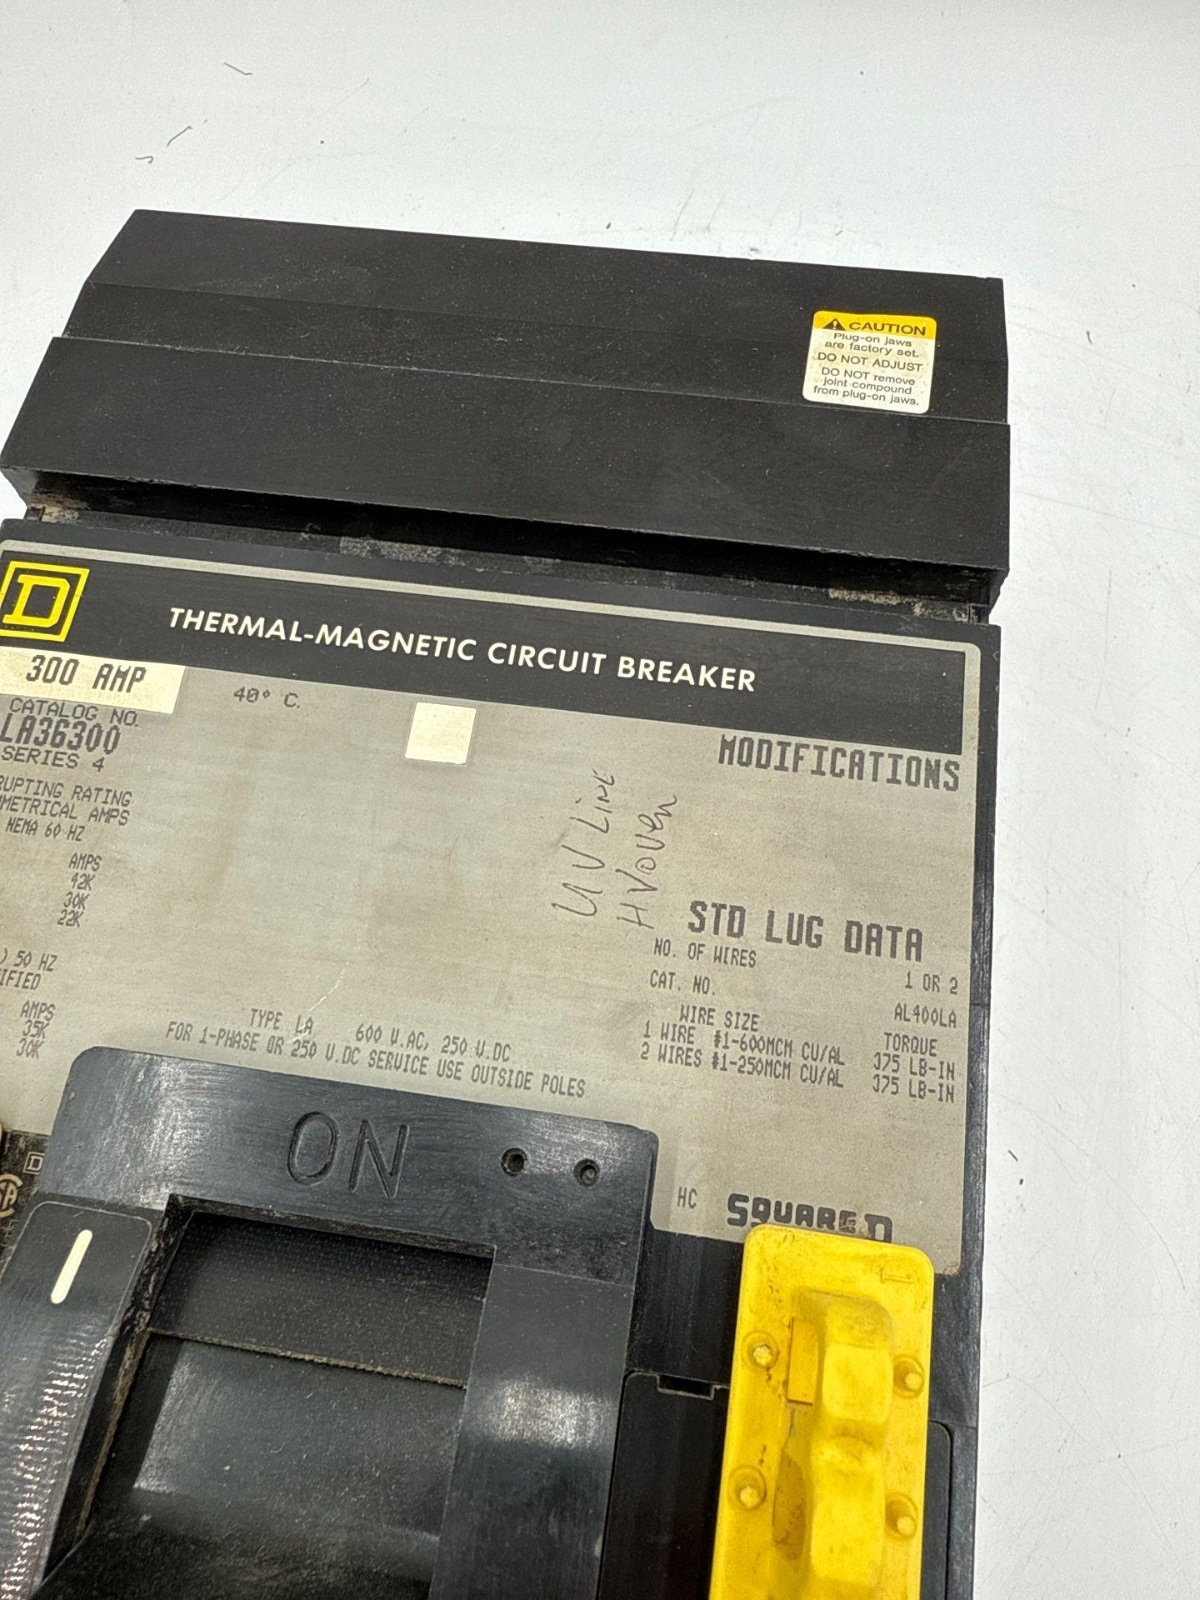 CAUTION
Plug-on jaws
are factory set.
DO NOT ADJUST
DO NOT remove
joint compound
from plug-on jaws.
D
THERMAL-MAGNETIC CIRCUIT BREAKER
300 AMP
40° C.
CATALOG NO.
LA36300
SERIES 4
MODIFICATIONS
RUPTING RATING
METRICAL AMPS
NEMA 60 HZ
AMPS
42K
30K
22K
) 50 HZ
IFIED
AMPS
35K
30K
UV Line
STD LUG DATA
NO. OF WIRES 1 OR 2
CAT. NO. AL400LA
WIRE SIZE TORQUE
1 WIRE #1-600MCM CU/AL 375 LB-IN
2 WIRES #1-250MCM CU/AL 375 LB-IN
TYPE LA 600 V.AC, 250 V.DC
FOR 1-PHASE OR 250 V.DC SERVICE USE OUTSIDE POLES
ON
HC
SQUARE D